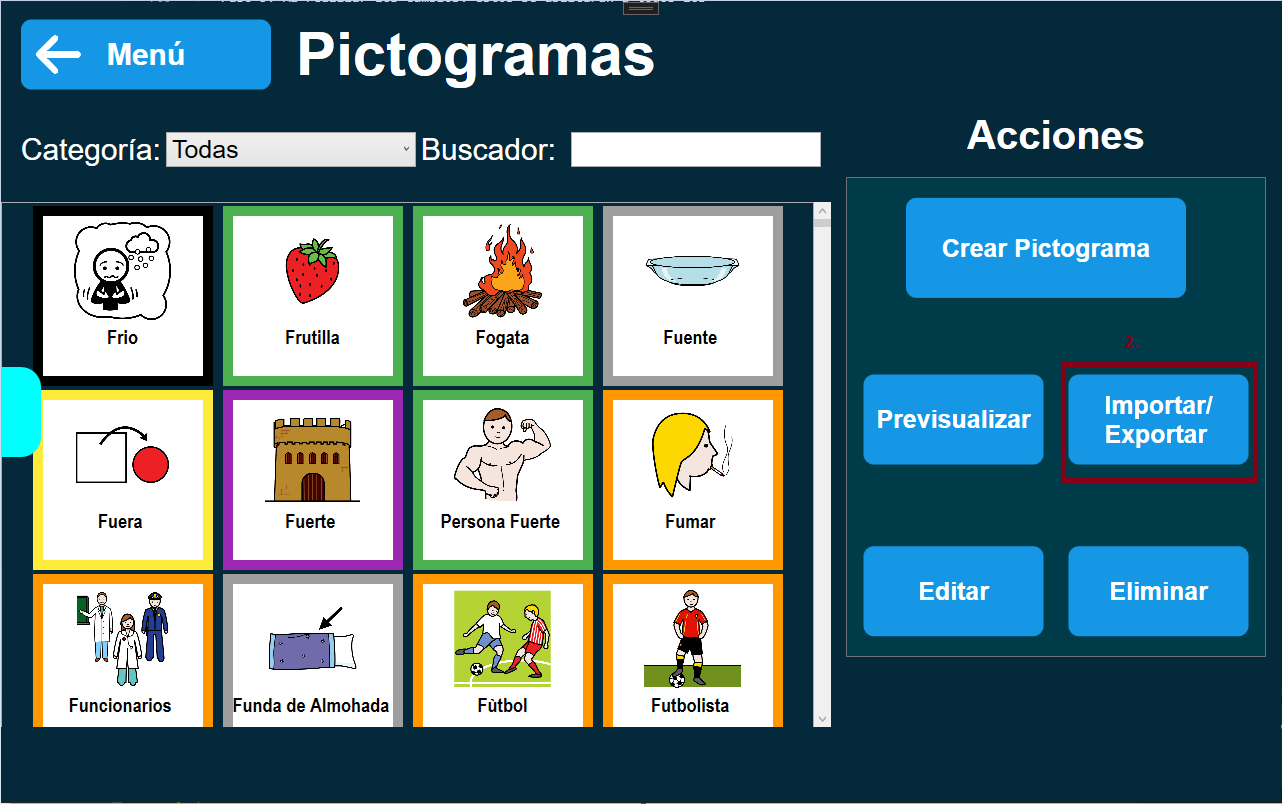 Menú
Pictogramas
Categoría: Todas Buscador:
Acciones
Crear Pictograma
2.
Previsualizar
Importar/
Exportar
Editar
Eliminar
Frio
Frutilla
Fogata
Fuente
Fuera
Fuerte
Persona Fuerte
Fumar
Funcionarios
Funda de Almohada
Fùtbol
Futbolista